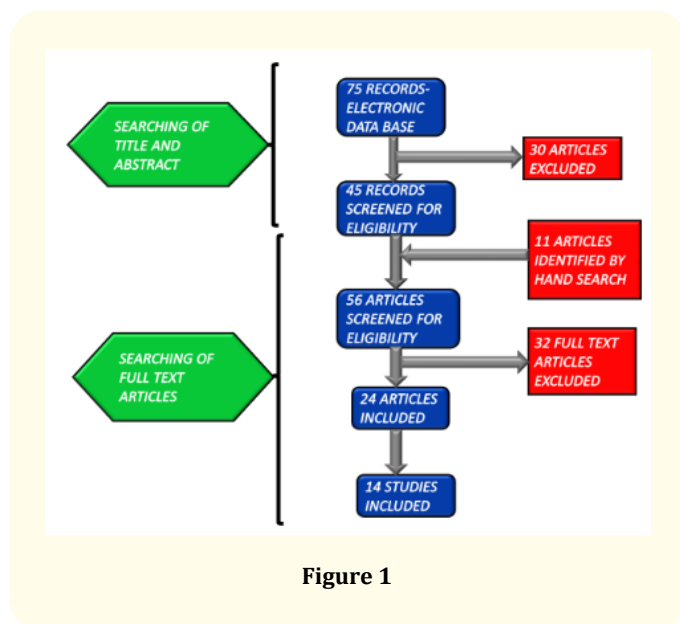 SEARCHING OF
TITLE AND
ABSTRACT
75 RECORDS-
ELECTRONIC
DATA BASE
30 ARTICLES
EXCLUDED
45 RECORDS
SCREENED FOR
ELIGIBILITY
11 ARTICLES
IDENTIFIED BY
HAND SEARCH
56 ARTICLES
SCREENED FOR
ELIGIBILITY
SEARCHING OF
FULL TEXT
ARTICLES
32 FULL TEXT
ARTICLES
EXCLUDED
24 ARTICLES
INCLUDED
14 STUDIES
INCLUDED
Figure 1